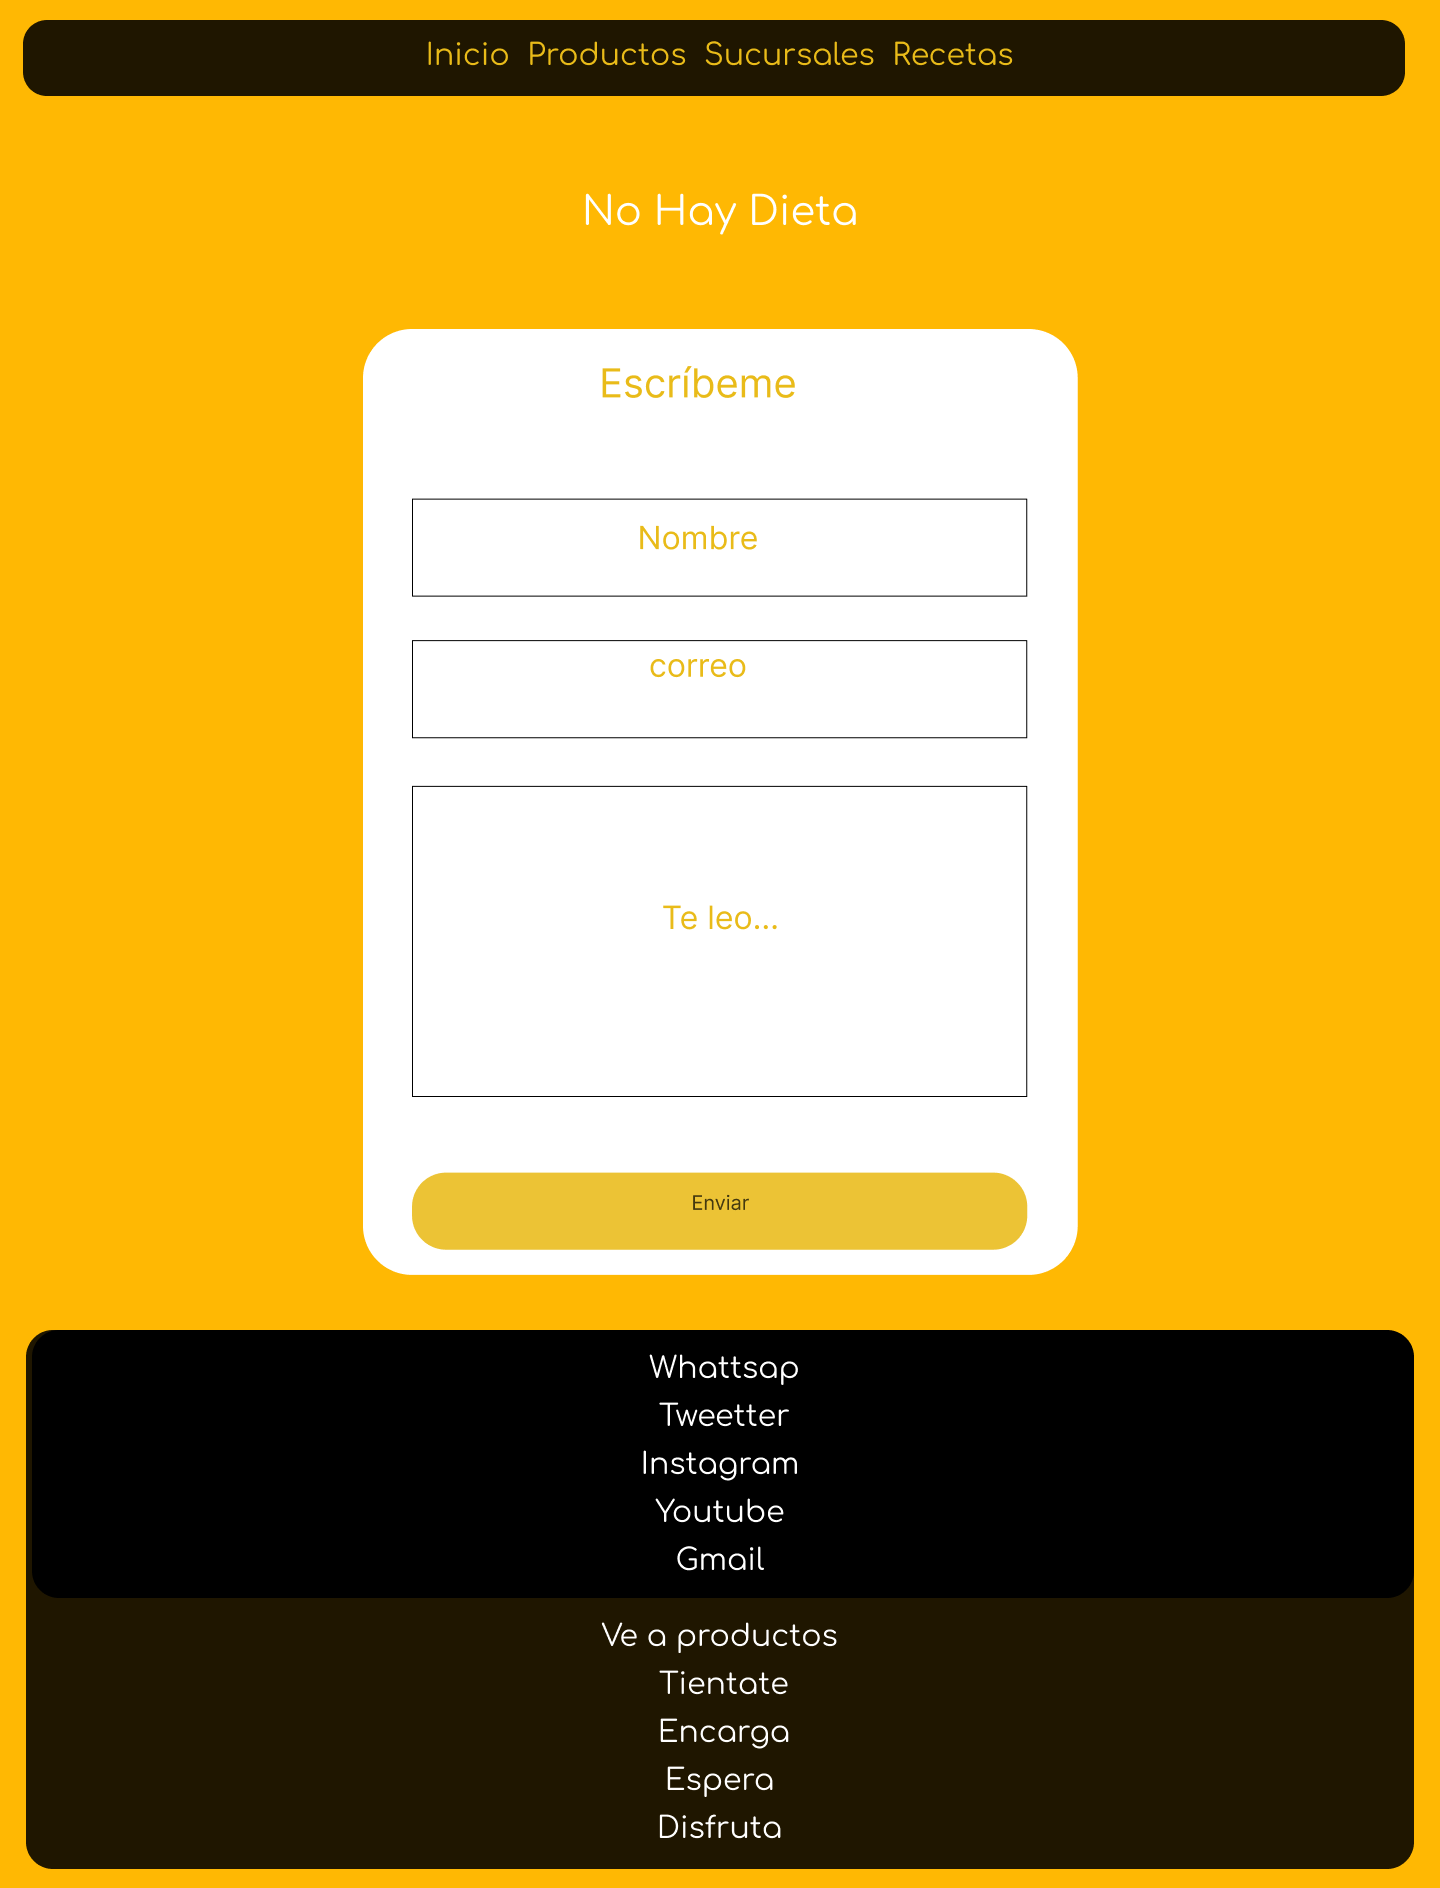 Inicio Productos Sucursales Recetas
No Hay Dieta
Escríbeme
Nombre
correo
Te leo...
Enviar
Whattsap
Tweetter
Instagram
Youtube
Gmail
Ve a productos
Tientate
Encarga
Espera
Disfruta